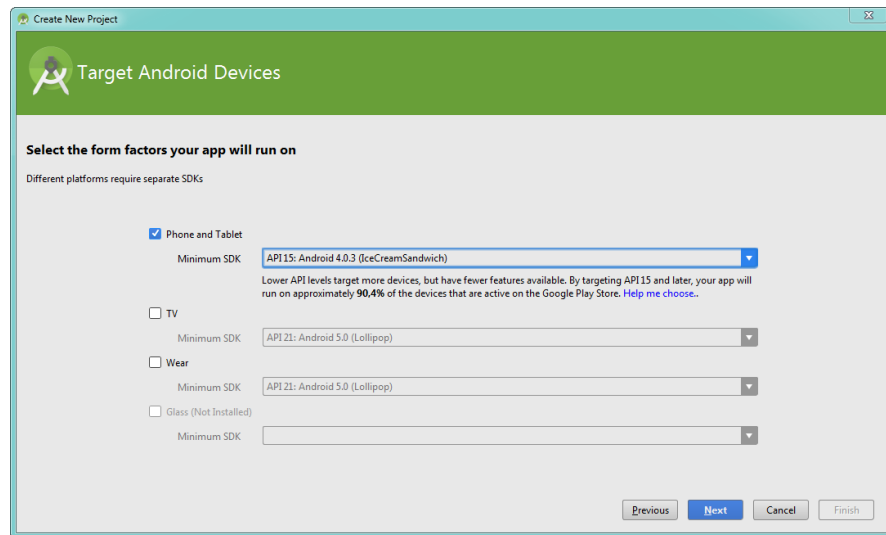 Create New Project
Target Android Devices
Select the form factors your app will run on
Different platforms require separate SDKs
Phone and Tablet
Minimum SDK API 15: Android 4.0.3 (IceCreamSandwich)
Lower API levels target more devices, but have fewer features available. By targeting API 15 and later, your app will
run on approximately 90,4% of the devices that are active on the Google Play Store. Help me choose..
TV
Minimum SDK API 21: Android 5.0 (Lollipop)
Wear
Minimum SDK API 21: Android 5.0 (Lollipop)
Glass (Not Installed)
Minimum SDK
Previous Next Cancel Finish